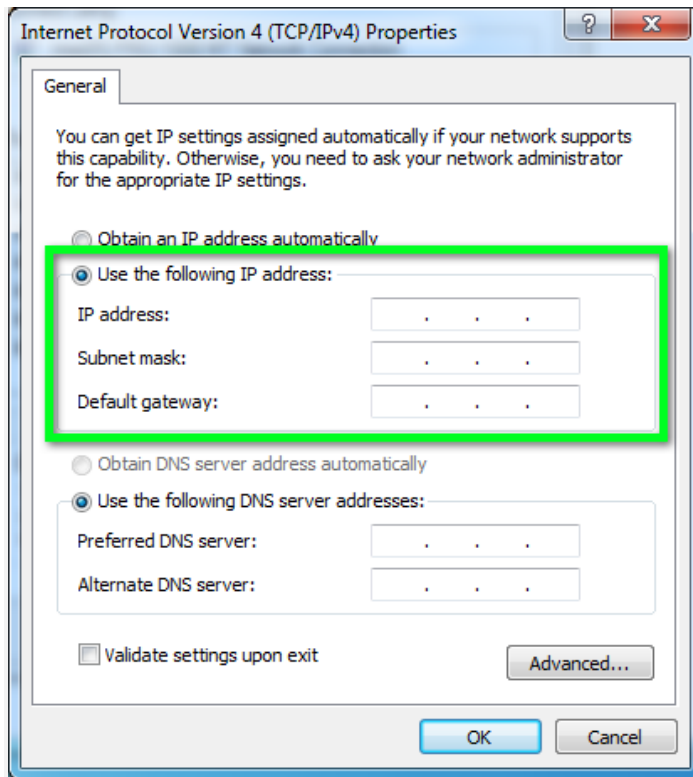 Internet Protocol Version 4 (TCP/IPv4) Properties
?
X
General
You can get IP settings assigned automatically if your network supports
this capability. Otherwise, you need to ask your network administrator
for the appropriate IP settings.
Obtain an IP address automatically
Use the following IP address:
IP address: . . .
Subnet mask: . . .
Default gateway: . . .
Obtain DNS server address automatically
Use the following DNS server addresses:
Preferred DNS server: . . .
Alternate DNS server: . . .
Validate settings upon exit
Advanced...
OK Cancel